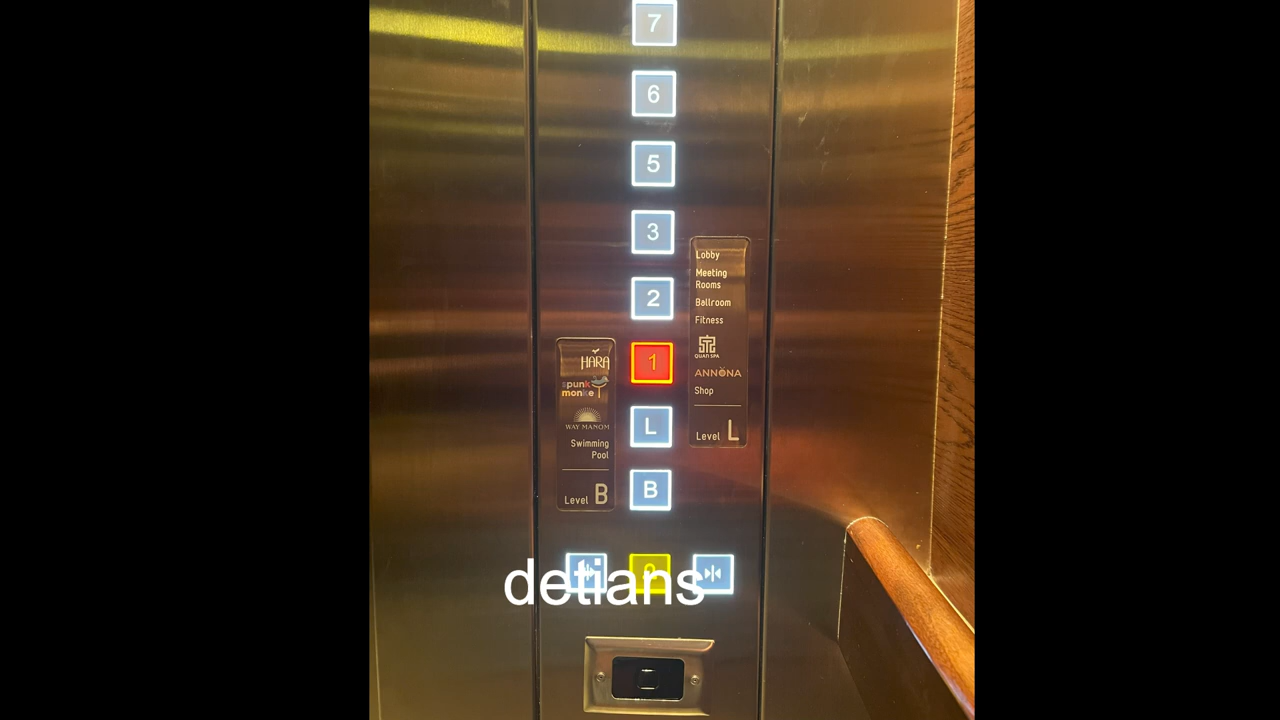 7
6
5
3
2
1
L
B
HARA
spunk
monkey
WAY MANOM
Swimming
Pool
Level B
Lobby
Meeting
Rooms
Ballroom
Fitness
QUAN SPA
ANNONA
Shop
Level L
detians